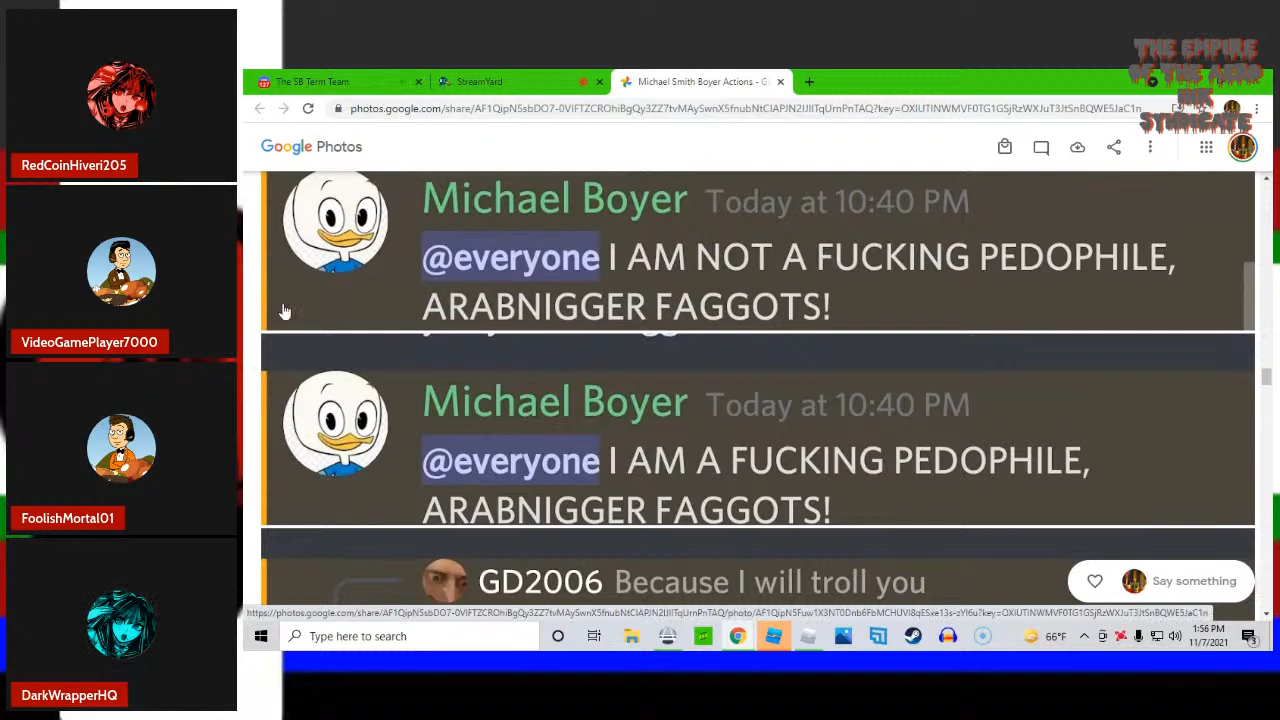 THE EMPIRE
OF THE
INK
SYNDICATE
The SB Term Team
StreamYard
Michael Smith Boyer Actions - G
Google Photos
RedCoinHiveri205
Michael Boyer Today at 10:40 PM
@everyone I AM NOT A FUCKING PEDOPHILE,
ARABNIGGER FAGGOTS!
VideoGamePlayer7000
Michael Boyer Today at 10:40 PM
@everyone I AM A FUCKING PEDOPHILE,
ARABNIGGER FAGGOTS!
FoolishMortal01
GD2006 Because I will troll you
Say something
Type here to search
66°F
1:56 PM
11/7/2021
3
DarkWrapperHQ